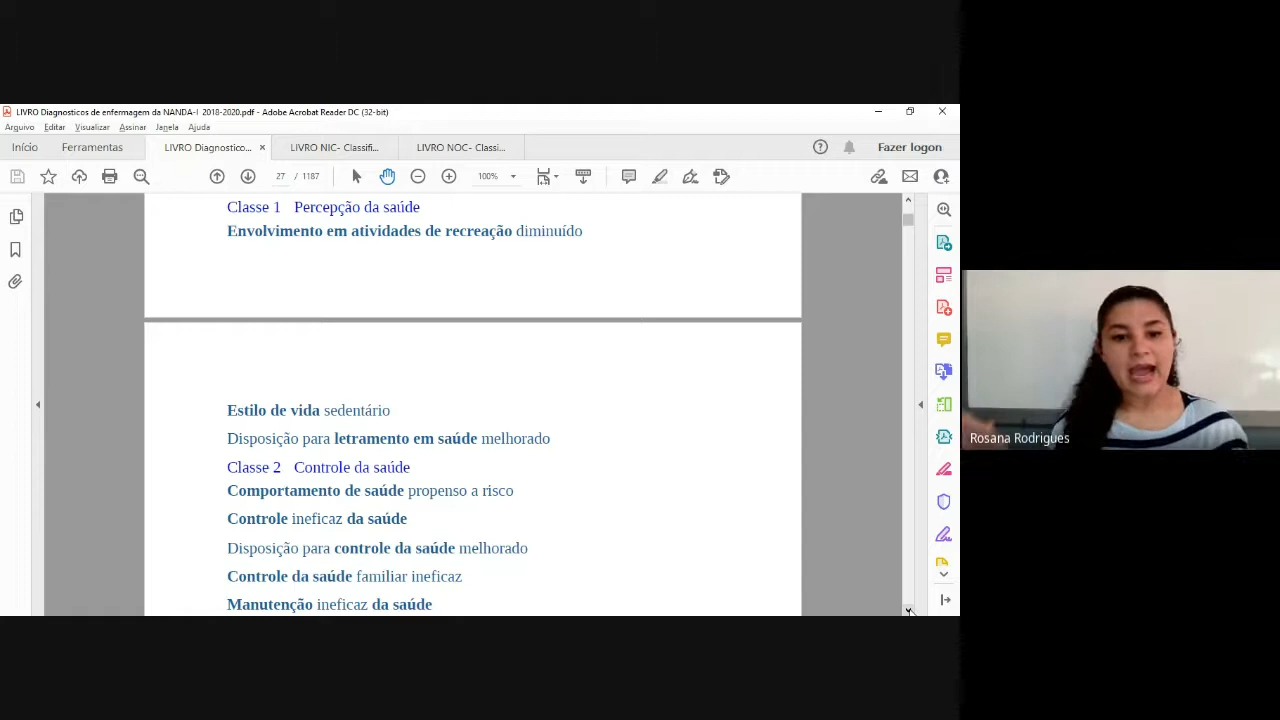 LIVRO Diagnosticos de enfermagem da NANDA-I 2018-2020.pdf - Adobe Acrobat Reader DC (32-bit)
Arquivo Editar Visualizar Assinar Janela Ajuda
Início Ferramentas LIVRO Diagnostico... × LIVRO NIC- Classifi... LIVRO NOC- Classi... Fazer logon
27 / 1187 100%
Classe 1 Percepção da saúde
Envolvimento em atividades de recreação diminuído
Estilo de vida sedentário
Disposição para letramento em saúde melhorado
Classe 2 Controle da saúde
Comportamento de saúde propenso a risco
Controle ineficaz da saúde
Disposição para controle da saúde melhorado
Controle da saúde familiar ineficaz
Manutenção ineficaz da saúde
Rosana Rodrigues